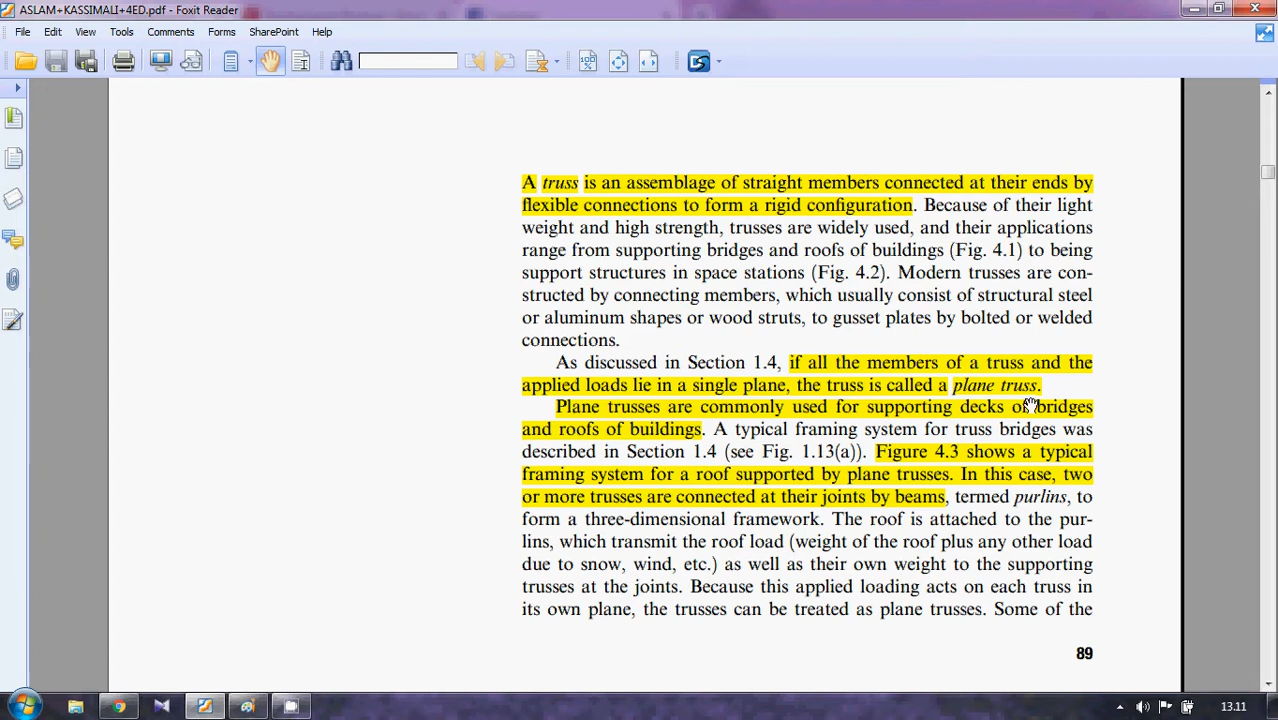 ASLAM+KASSIMALI+4ED.pdf - Foxit Reader
File Edit View Tools Comments Forms SharePoint Help
A truss is an assemblage of straight members connected at their ends by
flexible connections to form a rigid configuration. Because of their light
weight and high strength, trusses are widely used, and their applications
range from supporting bridges and roofs of buildings (Fig. 4.1) to being
support structures in space stations (Fig. 4.2). Modern trusses are con-
structed by connecting members, which usually consist of structural steel
or aluminum shapes or wood struts, to gusset plates by bolted or welded
connections.
As discussed in Section 1.4, if all the members of a truss and the
applied loads lie in a single plane, the truss is called a plane truss.
Plane trusses are commonly used for supporting decks of bridges
and roofs of buildings. A typical framing system for truss bridges was
described in Section 1.4 (see Fig. 1.13(a)). Figure 4.3 shows a typical
framing system for a roof supported by plane trusses. In this case, two
or more trusses are connected at their joints by beams, termed purlins, to
form a three-dimensional framework. The roof is attached to the pur-
lins, which transmit the roof load (weight of the roof plus any other load
due to snow, wind, etc.) as well as their own weight to the supporting
trusses at the joints. Because this applied loading acts on each truss in
its own plane, the trusses can be treated as plane trusses. Some of the
89
13.11